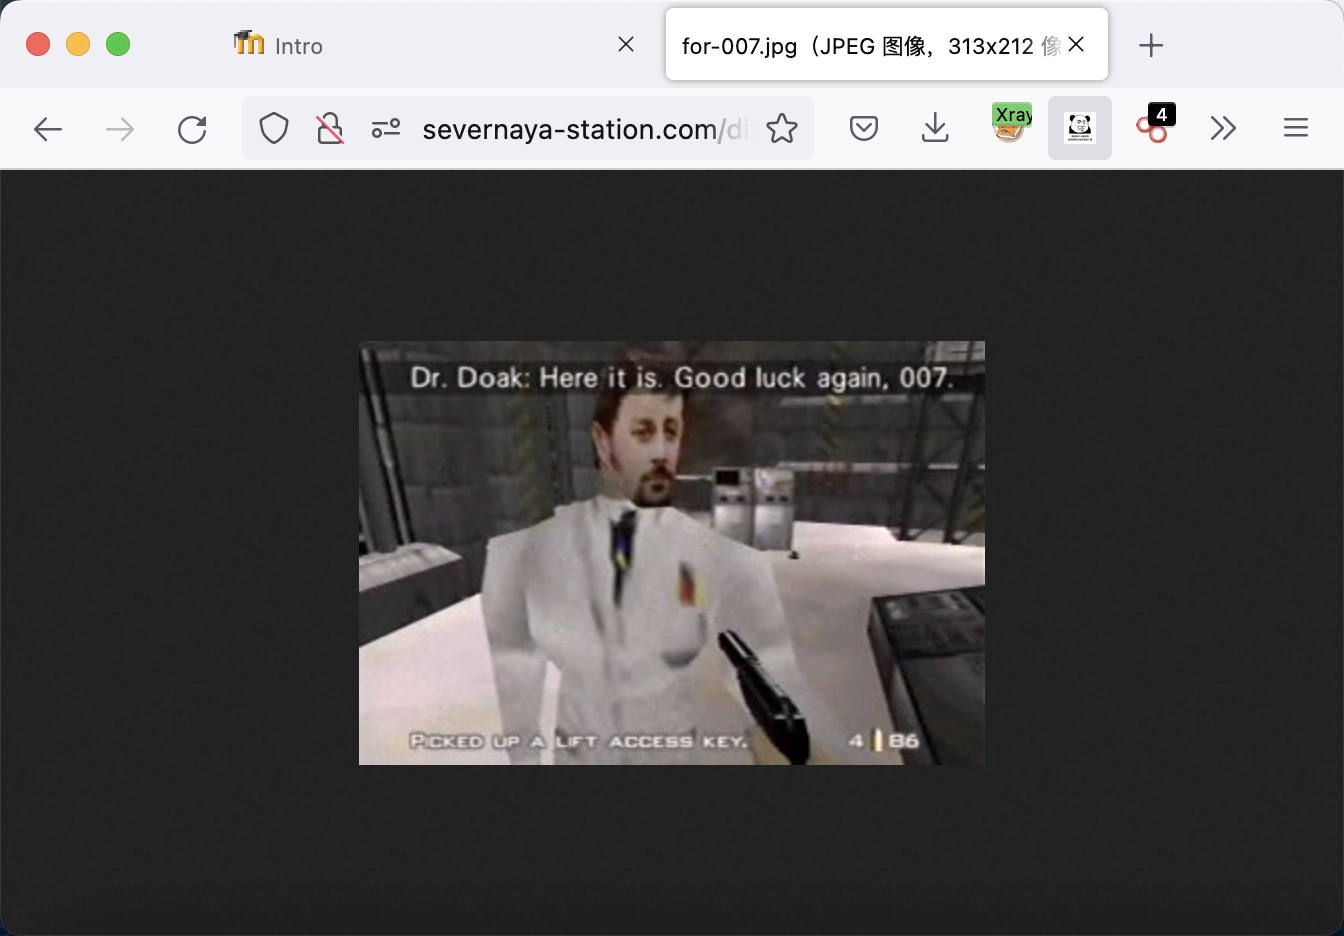 Intro
for-007.jpg（JPEG 图像，313x212 像
severnaya-station.com/di
Xray
4
Dr. Doak: Here it is. Good luck again, 007.
PICKED UP A LIFT ACCESS KEY.
4 86